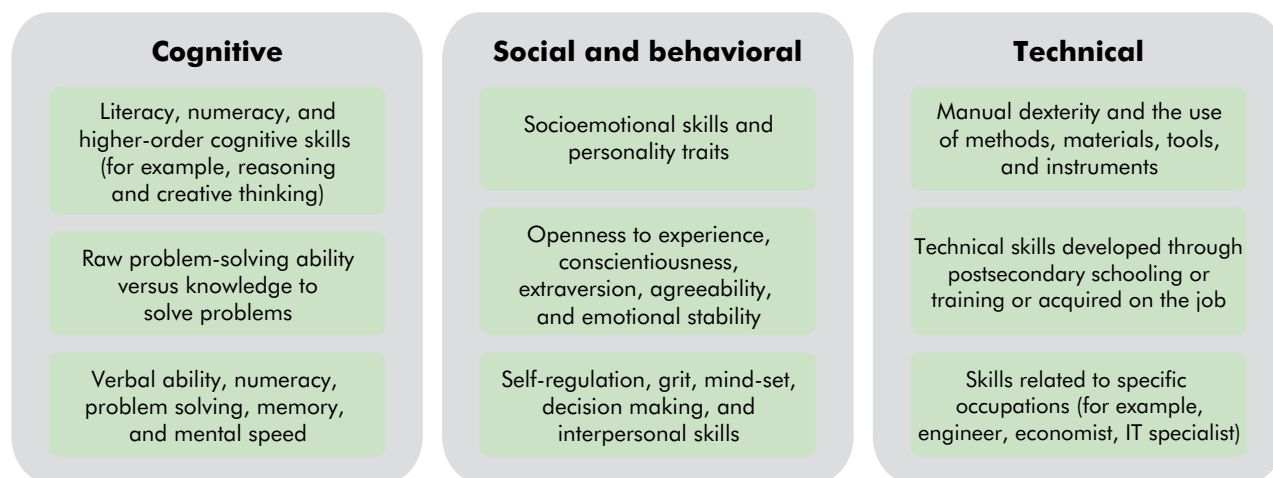 Cognitive
Literacy, numeracy, and
higher-order cognitive skills
(for example, reasoning
and creative thinking)
Raw problem-solving ability
versus knowledge to
solve problems
Verbal ability, numeracy,
problem solving, memory,
and mental speed
Social and behavioral
Socioemotional skills and
personality traits
Openness to experience,
conscientiousness,
extraversion, agreeability,
and emotional stability
Self-regulation, grit, mind-set,
decision making, and
interpersonal skills
Technical
Manual dexterity and the use
of methods, materials, tools,
and instruments
Technical skills developed through
postsecondary schooling or
training or acquired on the job
Skills related to specific
occupations (for example,
engineer, economist, IT specialist)